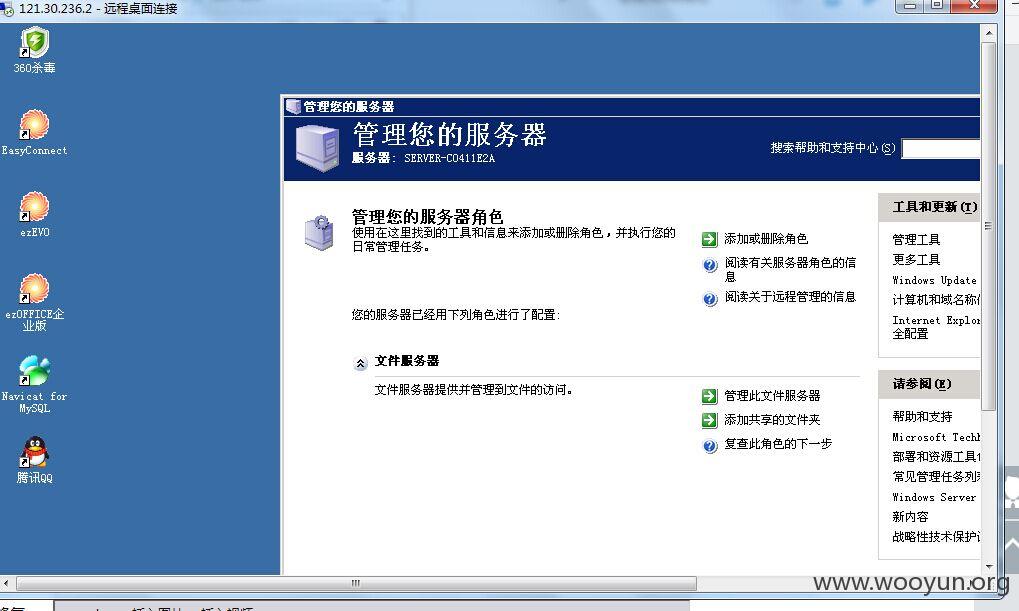 121.30.236.2 - 远程桌面连接
360杀毒
EasyConnect
ezEVO
ezOFFICE企
业版
Navicat for
MySQL
腾讯QQ
管理您的服务器
管理您的服务器
服务器: SERVER-C0411E2A
搜索帮助和支持中心(S)
管理您的服务器角色
使用在这里找到的工具和信息来添加或删除角色，并执行您的
日常管理任务。
添加或删除角色
阅读有关服务器角色的信
息
阅读关于远程管理的信息
您的服务器已经用下列角色进行了配置:
文件服务器
文件服务器提供并管理到文件的访问。
管理此文件服务器
添加共享的文件夹
复查此角色的下一步
工具和更新(T)
管理工具
更多工具
Windows Update
计算机和域名称
Internet Explor
全配置
请参阅(E)
帮助和支持
Microsoft Tech
部署和资源工具
常见管理任务列
Windows Server
新内容
战略性技术保护
www.wooyun.org